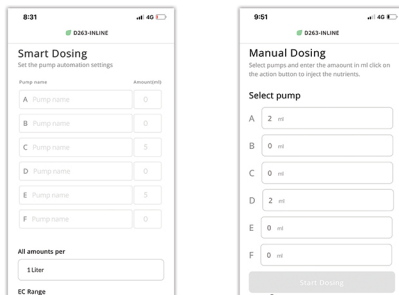 8:31
4G
D263-INLINE
Smart Dosing
Set the pump automation settings
Pump name Amount(ml)
A Pump name 0
B Pump name 0
C Pump name 5
D Pump name 0
E Pump name 5
F Pump name 0
All amounts per
1 Liter
EC Range
9:51
4G
D263-INLINE
Manual Dosing
Select pumps and enter the amount in ml click on
the action button to inject the nutrients.
Select pump
A 2 ml
B 0 ml
C 0 ml
D 2 ml
E 0 ml
F 0 ml
Start Dosing